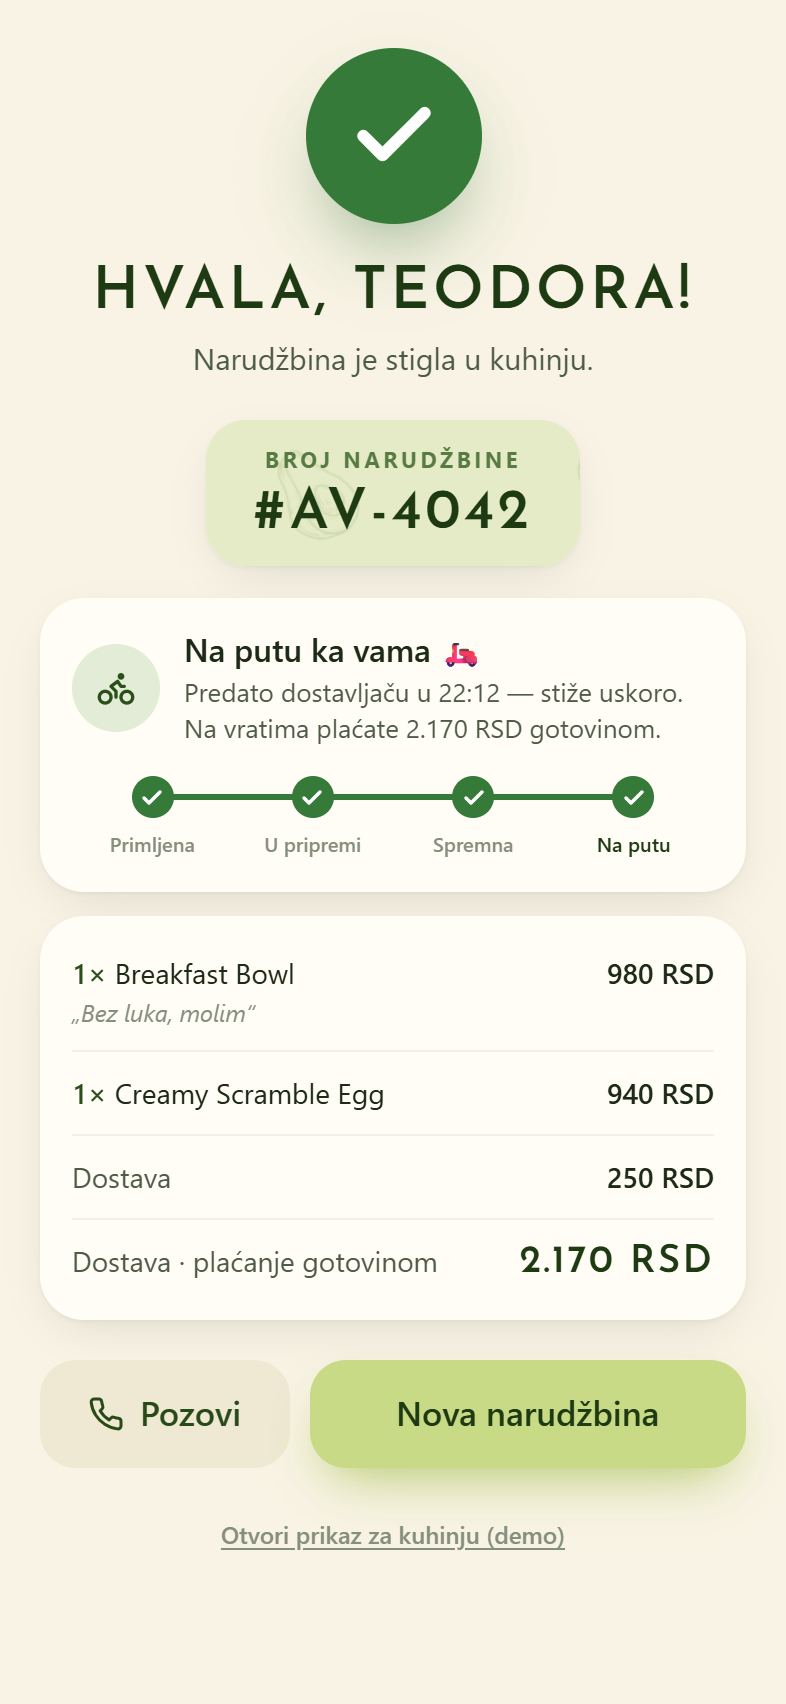 HVALA, TEODORA!
Narudžbina je stigla u kuhinju.
BROJ NARUDŽBINE
#AV-4042
Na putu ka vama 🛵
Predato dostavljaču u 22:12 — stiže uskoro.
Na vratima plaćate 2.170 RSD gotovinom.
Primljena U pripremi Spremna Na putu
1× Breakfast Bowl 980 RSD
„Bez luka, molim“
1× Creamy Scramble Egg 940 RSD
Dostava 250 RSD
Dostava · plaćanje gotovinom 2.170 RSD
Pozovi Nova narudžbina
Otvori prikaz za kuhinju (demo)